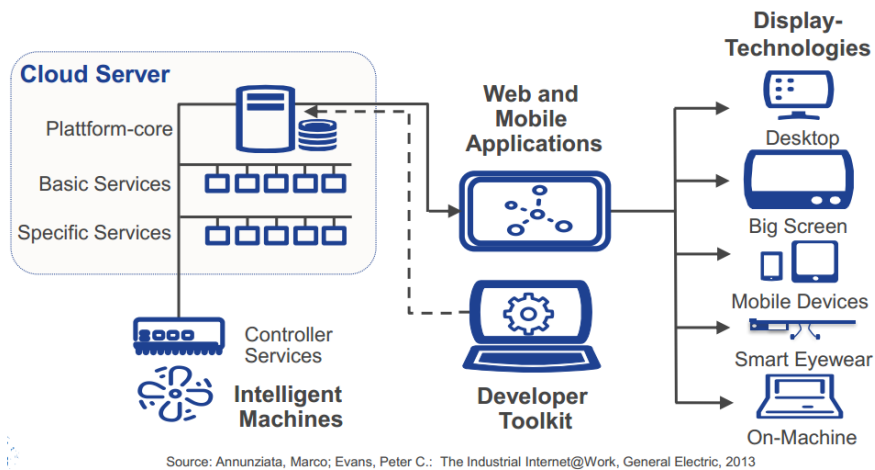 Cloud Server
Plattform-core
Basic Services
Specific Services
Controller
Services
Intelligent
Machines
Web and
Mobile
Applications
Developer
Toolkit
Display-
Technologies
Desktop
Big Screen
Mobile Devices
Smart Eyewear
On-Machine
Source: Annunziata, Marco; Evans, Peter C.: The Industrial Internet@Work, General Electric, 2013